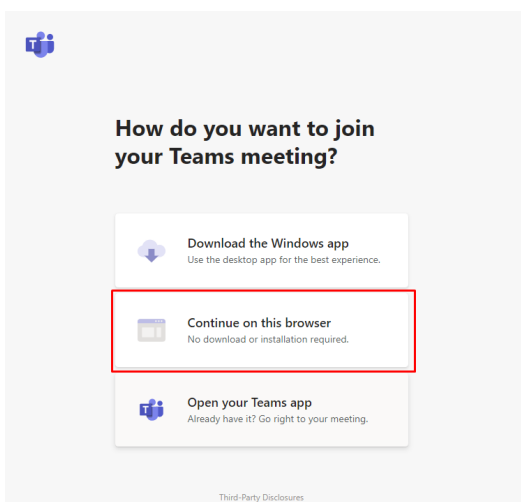 How do you want to join
your Teams meeting?
Download the Windows app
Use the desktop app for the best experience.
Continue on this browser
No download or installation required.
Open your Teams app
Already have it? Go right to your meeting.
Third-Party Disclosures